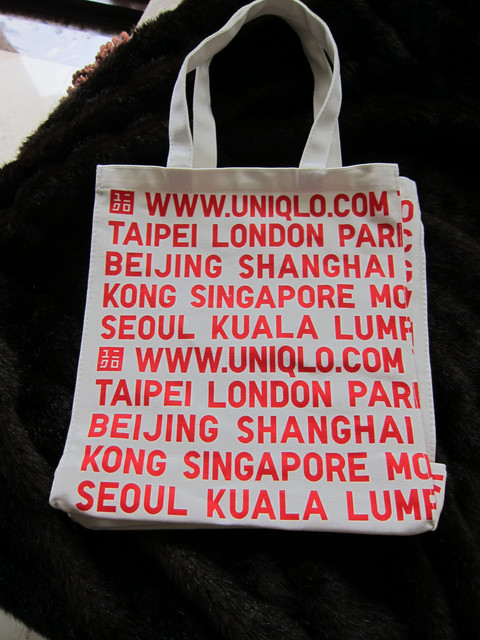 WWW.UNIQLO.COM
TAIPEI LONDON PARI
BEIJING SHANGHAI
KONG SINGAPORE MO
SEOUL KUALA LUMP
WWW.UNIQLO.COM
TAIPEI LONDON PARI
BEIJING SHANGHAI
KONG SINGAPORE MO
SEOUL KUALA LUMP